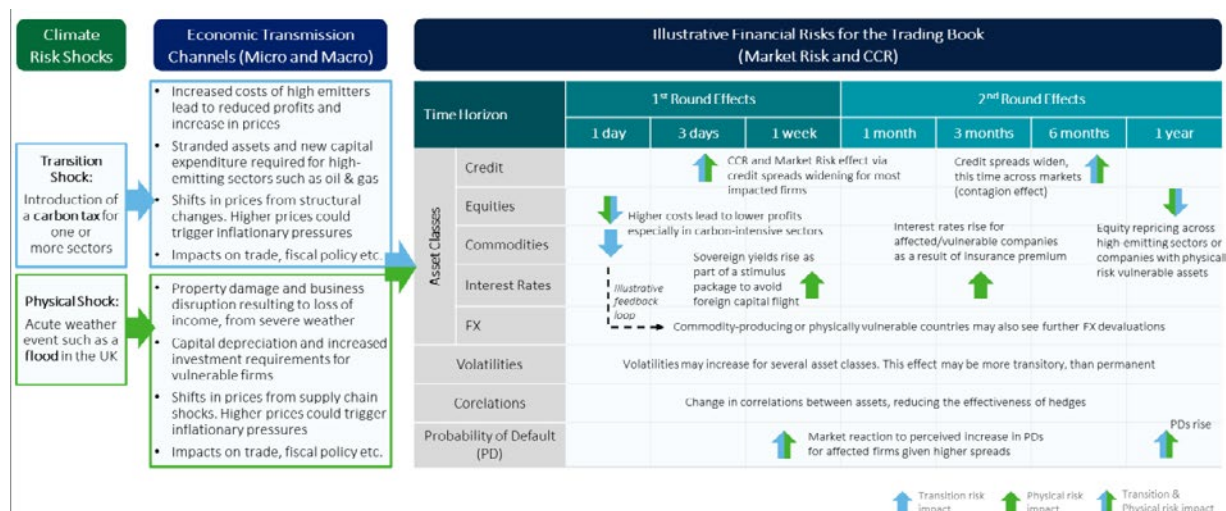 Climate
Risk Shocks
Economic Transmission
Channels (Micro and Macro)
Illustrative Financial Risks for the Trading Book
(Market Risk and CCR)
Transition
Shock:
Introduction of
a carbon tax for
one or more
sectors
Physical Shock:
Acute weather
event such as a
flood in the UK
• Increased costs of high emitters
lead to reduced profits and
increase in prices
• Stranded assets and new capital
expenditure required for high-
emitting sectors such as oil & gas
• Shifts in prices from structural
changes. Higher prices could
trigger inflationary pressures
• Impacts on trade, fiscal policy etc.
• Property damage and business
disruption resulting to loss of
income, from severe weather
• Capital depreciation and increased
investment requirements for
vulnerable firms
• Shifts in prices from supply chain
shocks. Higher prices could trigger
inflationary pressures
• Impacts on trade, fiscal policy etc.
Time Horizon
1st Round Effects
2nd Round Effects
1 day
3 days
1 week
1 month
3 months
6 months
1 year
Asset Classes
Credit
CCR and Market Risk effect via
credit spreads widening for most
impacted firms
Credit spreads widen,
this time across markets
(contagion effect)
Equities
Higher costs lead to lower profits
especially in carbon-intensive sectors
Interest rates rise for
affected/vulnerable companies
as a result of insurance premium
Equity repricing across
high-emitting sectors or
companies with physical
risk vulnerable assets
Commodities
Sovereign yields rise as
part of a stimulus
package to avoid
foreign capital flight
Interest Rates
Illustrative
feedback
loop
FX
Commodity-producing or physically vulnerable countries may also see further FX devaluations
Volatilities
Volatilities may increase for several asset classes. This effect may be more transitory, than permanent
Corelations
Change in correlations between assets, reducing the effectiveness of hedges
Probability of Default
(PD)
Market reaction to perceived increase in PDs
for affected firms given higher spreads
PDs rise
Transition risk
impact
Physical risk
impact
Transition &
Physical risk impact